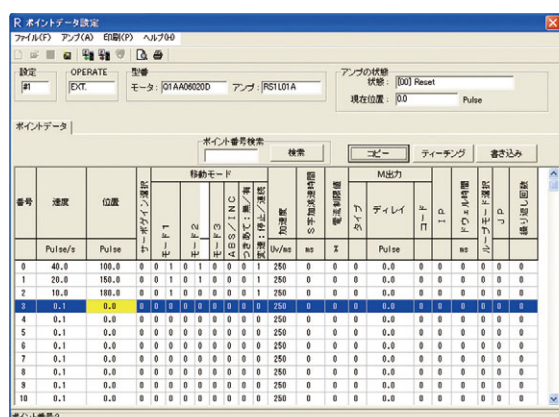 R ポイントデータ設定
ファイル(F) アンプ(A) 印刷(P) ヘルプ(H)
設定 OPERATE 型番 アンプの状態
#1 EXT. モータ: Q1AA06020D アンプ: RS1L01A 状態: [00] Reset
現在位置: 0.0 Pulse
ポイントデータ
ポイント番号検索
検索 コピー ティーチング 書き込み
移動モード M出力
番号 速度 位置 サーボゲイン選択 モード1 モード2 モード3 ABS/INC つきあて:無/有 変速:停止/連続 加速度 S字加減速時間 電流制限値 タイプ ディレイ コード IP ドウェル時間 ループモード選択 JP 繰り返し回数
Pulse/s Pulse Uv/ms ms % Pulse ms
0 40.0 100.0 0 0 1 0 1 0 0 0 1 250 0 0 0 0 0 0 0 0 0 0
1 20.0 150.0 0 0 1 0 1 0 0 0 1 250 0 0 0 0 0 0 0 0 0 0
2 10.0 180.0 0 0 1 0 0 0 0 0 1 250 0 0 0 0 0 0 0 0 0 0
3 0.1 0.0 0 0 0 0 0 0 0 0 0 250 0 0 0 0 0 0 0 0 0 0
4 0.1 0.0 0 0 0 0 0 0 0 0 0 250 0 0 0 0 0 0 0 0 0 0
5 0.1 0.0 0 0 0 0 0 0 0 0 0 250 0 0 0 0 0 0 0 0 0 0
6 0.1 0.0 0 0 0 0 0 0 0 0 0 250 0 0 0 0 0 0 0 0 0 0
7 0.1 0.0 0 0 0 0 0 0 0 0 0 250 0 0 0 0 0 0 0 0 0 0
8 0.1 0.0 0 0 0 0 0 0 0 0 0 250 0 0 0 0 0 0 0 0 0 0
9 0.1 0.0 0 0 0 0 0 0 0 0 0 250 0 0 0 0 0 0 0 0 0 0
10 0.1 0.0 0 0 0 0 0 0 0 0 0 250 0 0 0 0 0 0 0 0 0 0